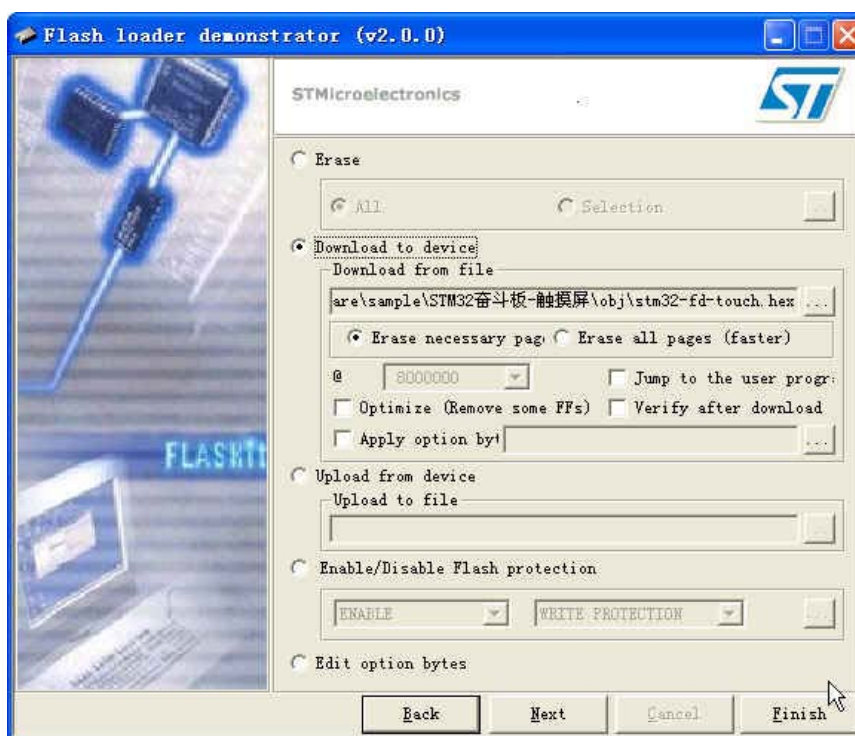 Flash loader demonstrator (v2.0.0)
STMicroelectronics
ST
Erase
All Selection ...
Download to device
Download from file
are\sample\STM32奋斗板-触摸屏\obj\stm32-fd-touch.hex ...
Erase necessary pag Erase all pages (faster)
@ 8000000 Jump to the user progr
Optimize (Remove some FFs) Verify after download
Apply option byt ...
Upload from device
Upload to file
...
Enable/Disable Flash protection
ENABLE WRITE PROTECTION ...
Edit option bytes
Back Next Cancel Finish